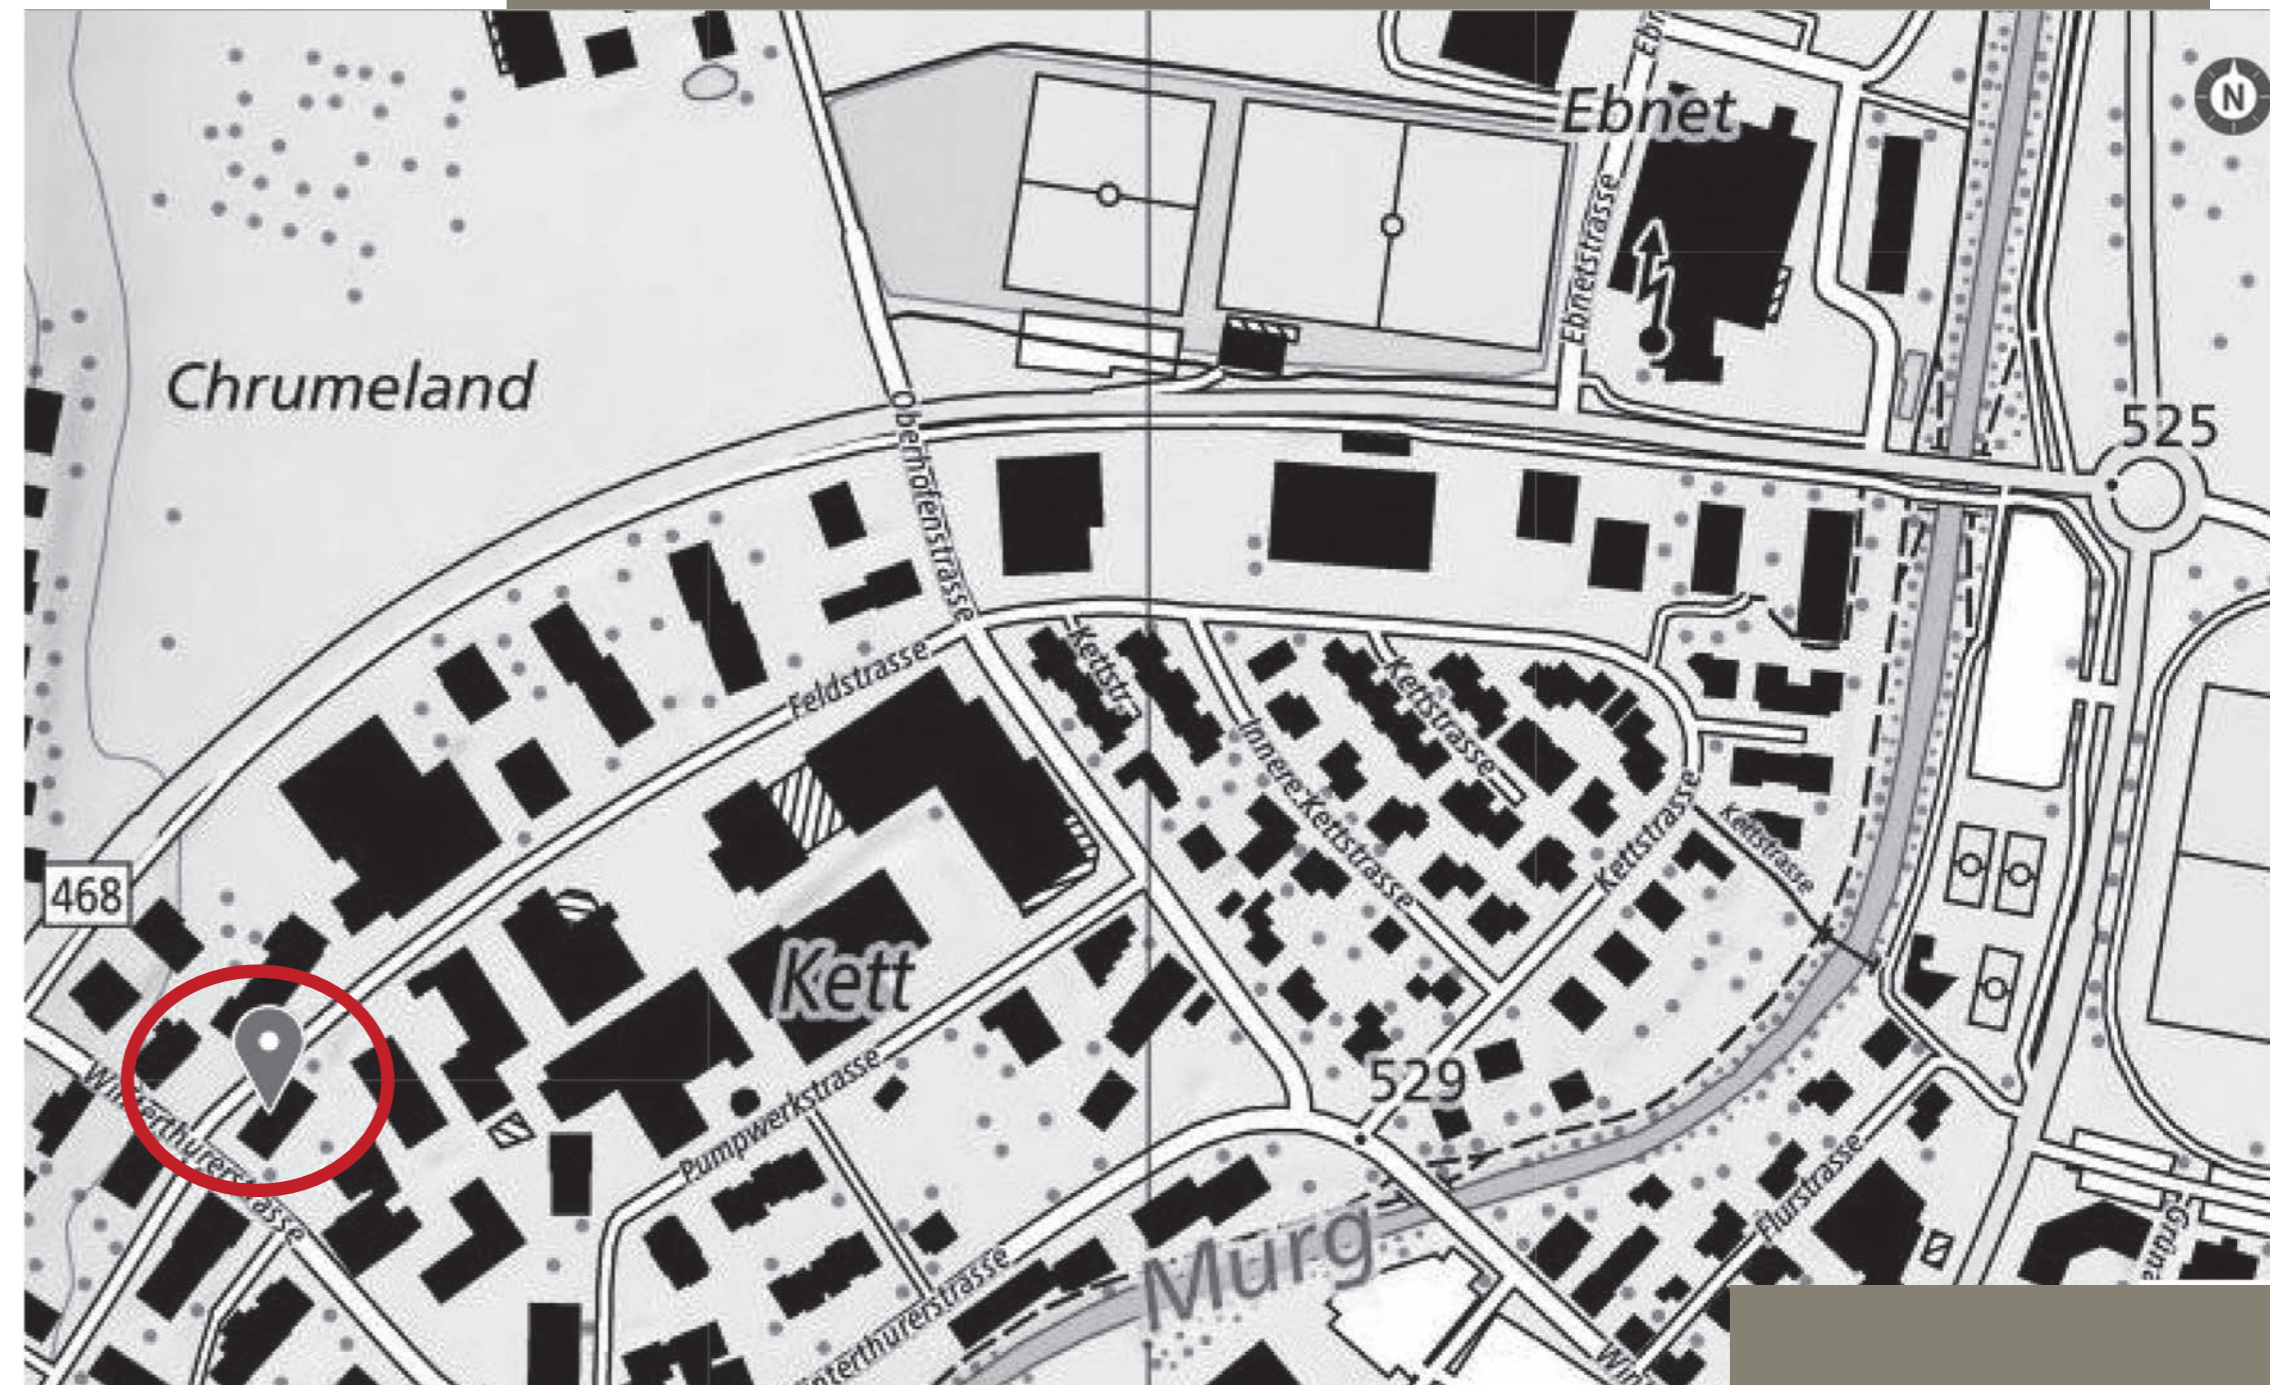 Ebnet
N
Ebnetstrasse
Chrumeland
525
Oberhofenstrasse
Kettstr.
Feldstrasse
Kettstrasse
Innere Kettstrasse
Kettstrasse
Kettstrasse
468
Kett
529
Pumpwerkstrasse
Winterthurerstrasse
Flurstrasse
Murg